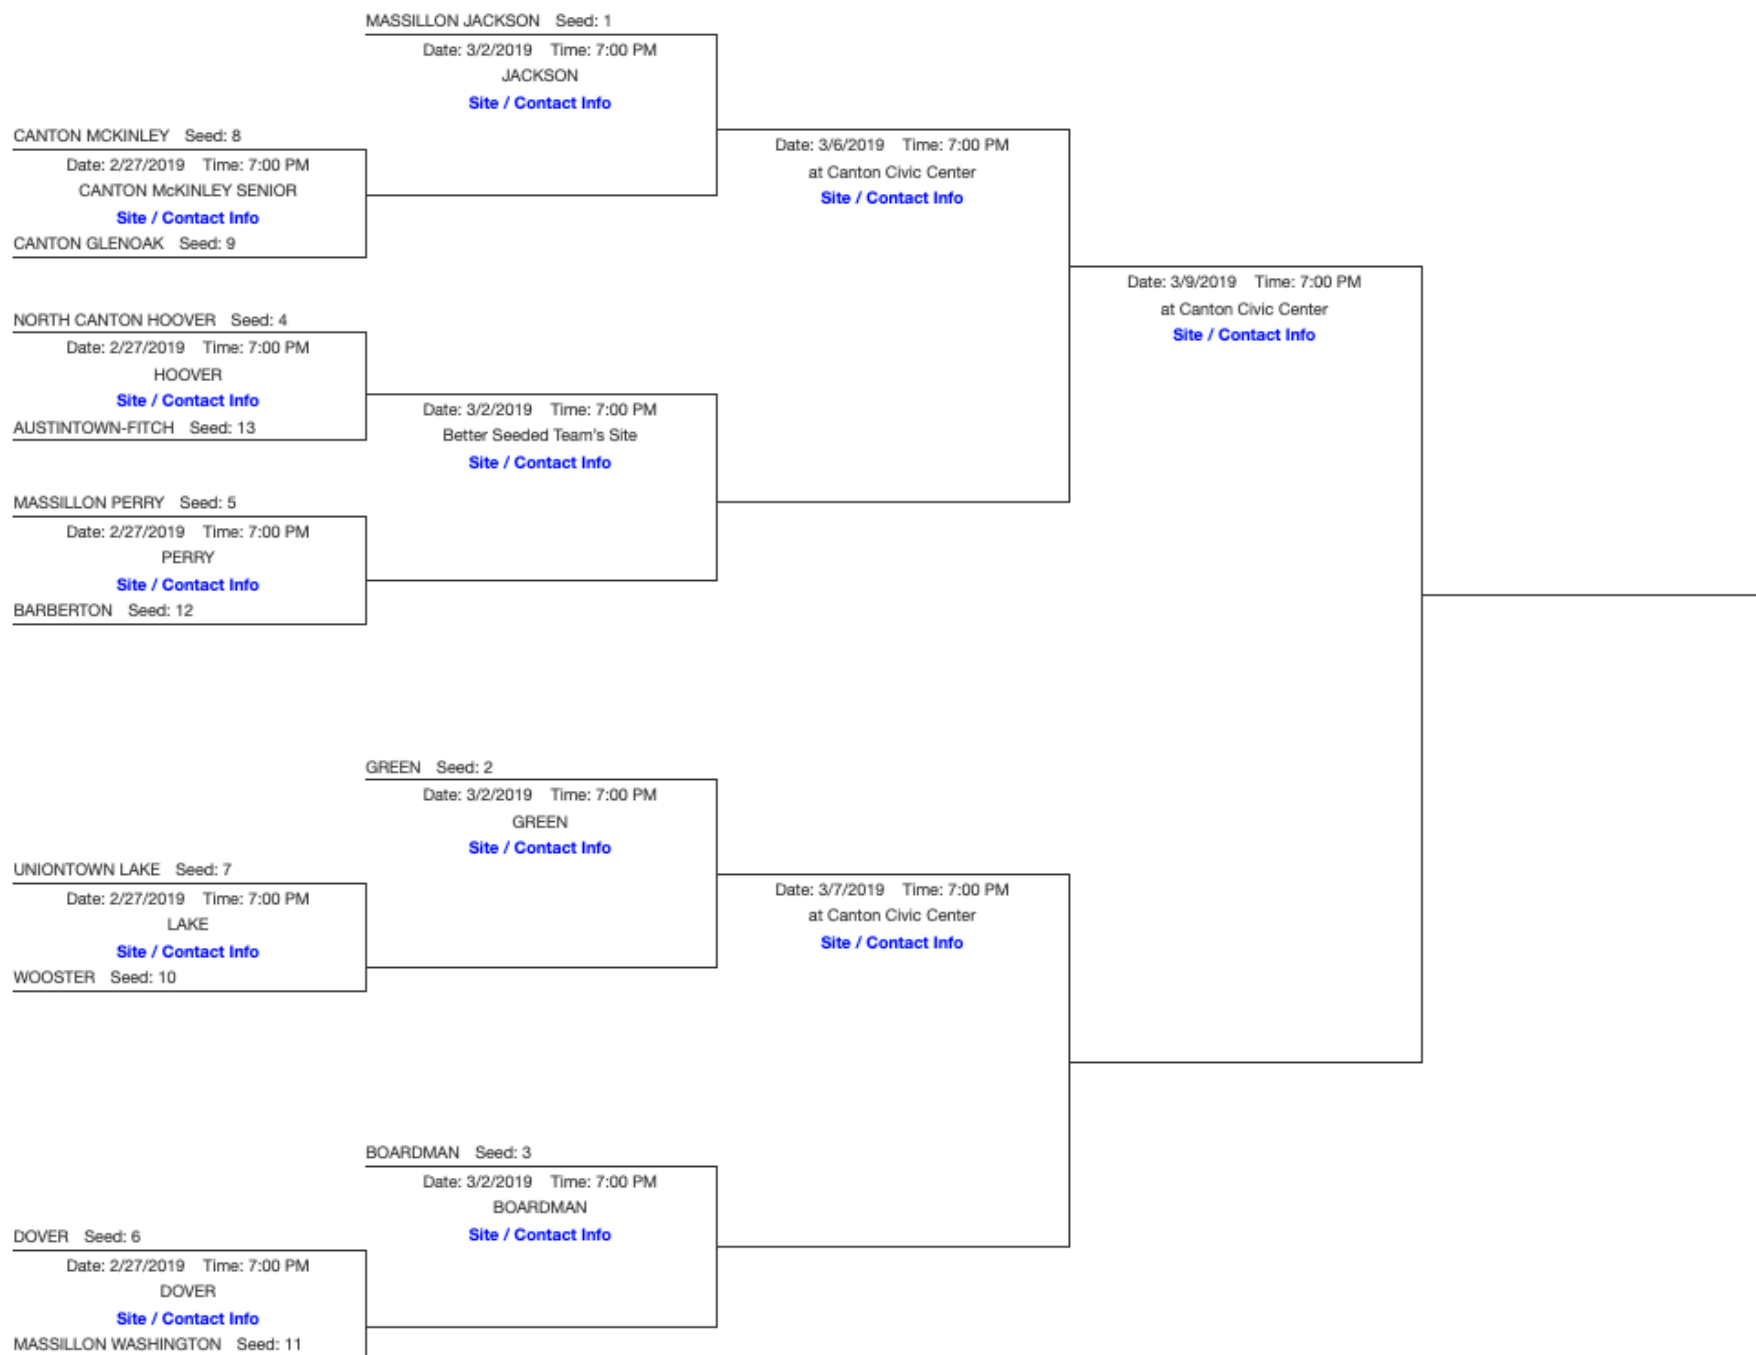 MASSILLON JACKSON Seed: 1
Date: 3/2/2019 Time: 7:00 PM
JACKSON
Site / Contact Info
CANTON MCKINLEY Seed: 8
Date: 2/27/2019 Time: 7:00 PM
CANTON McKINLEY SENIOR
Site / Contact Info
CANTON GLENOAK Seed: 9
Date: 3/6/2019 Time: 7:00 PM
at Canton Civic Center
Site / Contact Info
Date: 3/9/2019 Time: 7:00 PM
at Canton Civic Center
Site / Contact Info
NORTH CANTON HOOVER Seed: 4
Date: 2/27/2019 Time: 7:00 PM
HOOVER
Site / Contact Info
AUSTINTOWN-FITCH Seed: 13
Date: 3/2/2019 Time: 7:00 PM
Better Seeded Team's Site
Site / Contact Info
MASSILLON PERRY Seed: 5
Date: 2/27/2019 Time: 7:00 PM
PERRY
Site / Contact Info
BARBERTON Seed: 12
GREEN Seed: 2
Date: 3/2/2019 Time: 7:00 PM
GREEN
Site / Contact Info
UNIONTOWN LAKE Seed: 7
Date: 2/27/2019 Time: 7:00 PM
LAKE
Site / Contact Info
WOOSTER Seed: 10
Date: 3/7/2019 Time: 7:00 PM
at Canton Civic Center
Site / Contact Info
BOARDMAN Seed: 3
Date: 3/2/2019 Time: 7:00 PM
BOARDMAN
Site / Contact Info
DOVER Seed: 6
Date: 2/27/2019 Time: 7:00 PM
DOVER
Site / Contact Info
MASSILLON WASHINGTON Seed: 11